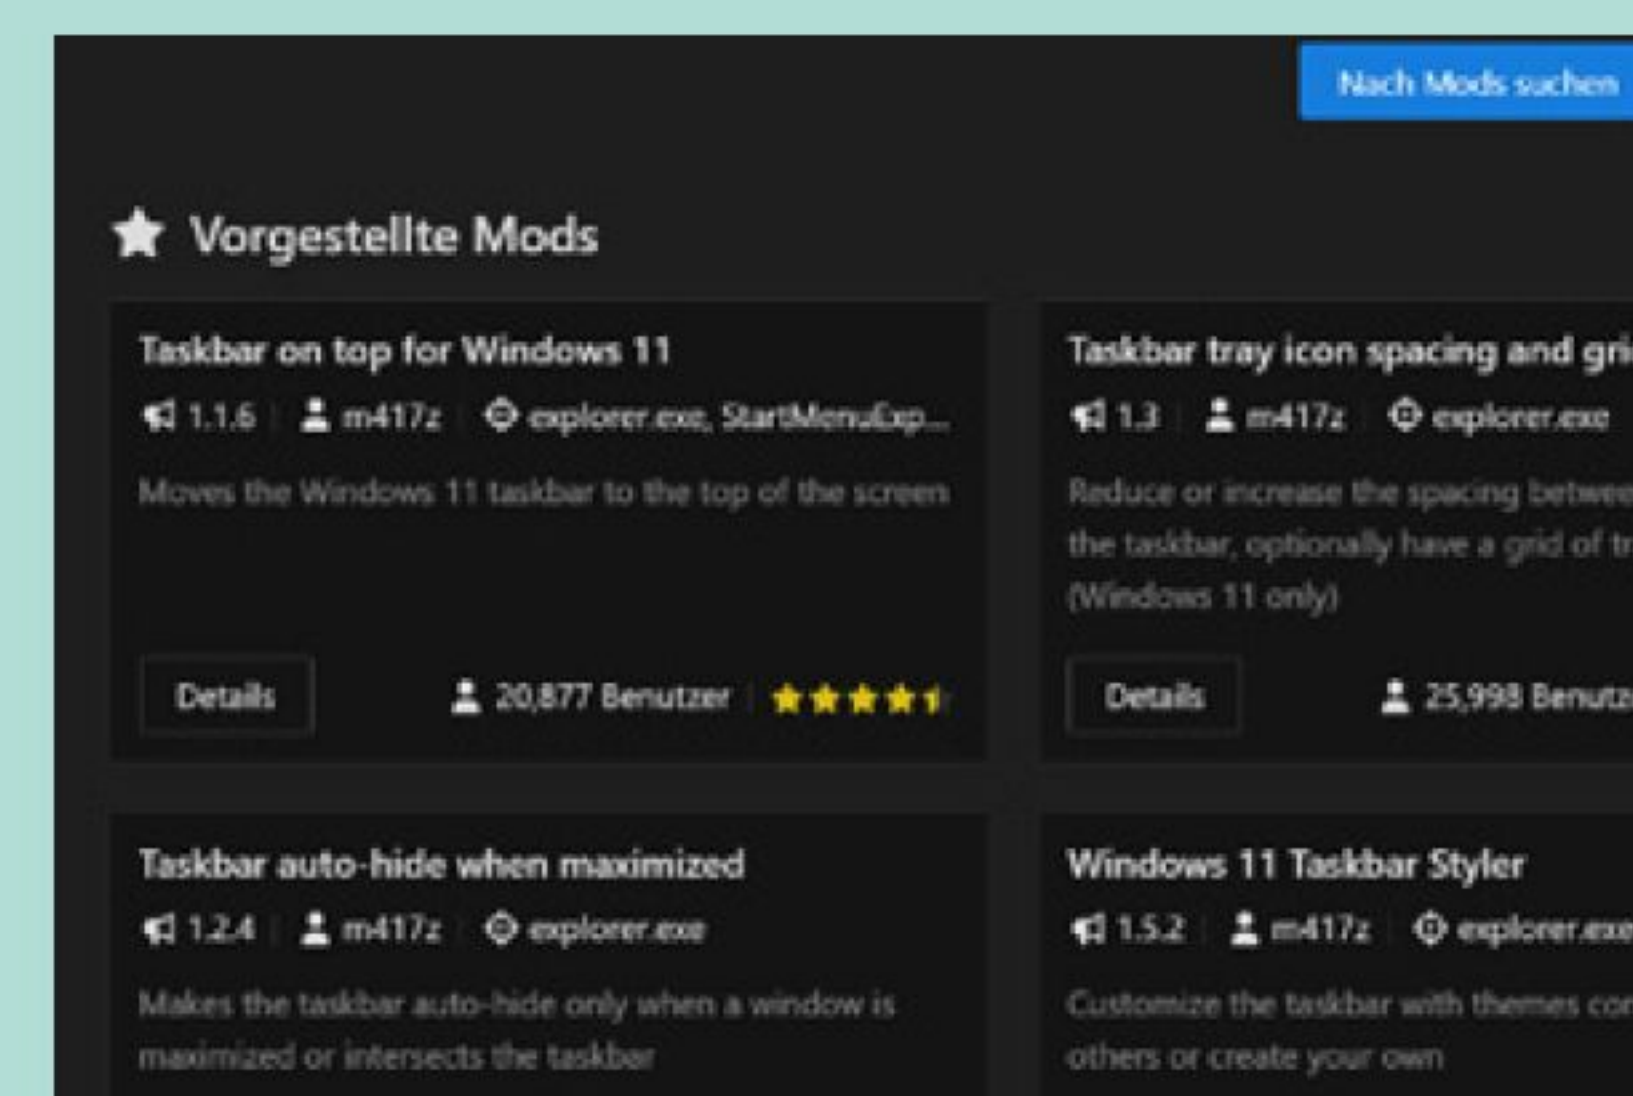 Nach Mods suchen
Vorgestellte Mods
Taskbar on top for Windows 11
1.1.6 m417z explorer.exe, StartMenuExp...
Moves the Windows 11 taskbar to the top of the screen
Details 20,877 Benutzer
Taskbar tray icon spacing and
1.3 m417z explorer.exe
Reduce or increase the spacing
the taskbar, optionally have a grid of
(Windows 11 only)
Details 25,998
Taskbar auto-hide when maximized
1.2.4 m417z explorer.exe
Makes the taskbar auto-hide only when a window is
maximized or intersects the taskbar
Windows 11 Taskbar Styler
1.5.2 m417z explorer.exe
Customize the taskbar with themes
others or create your own